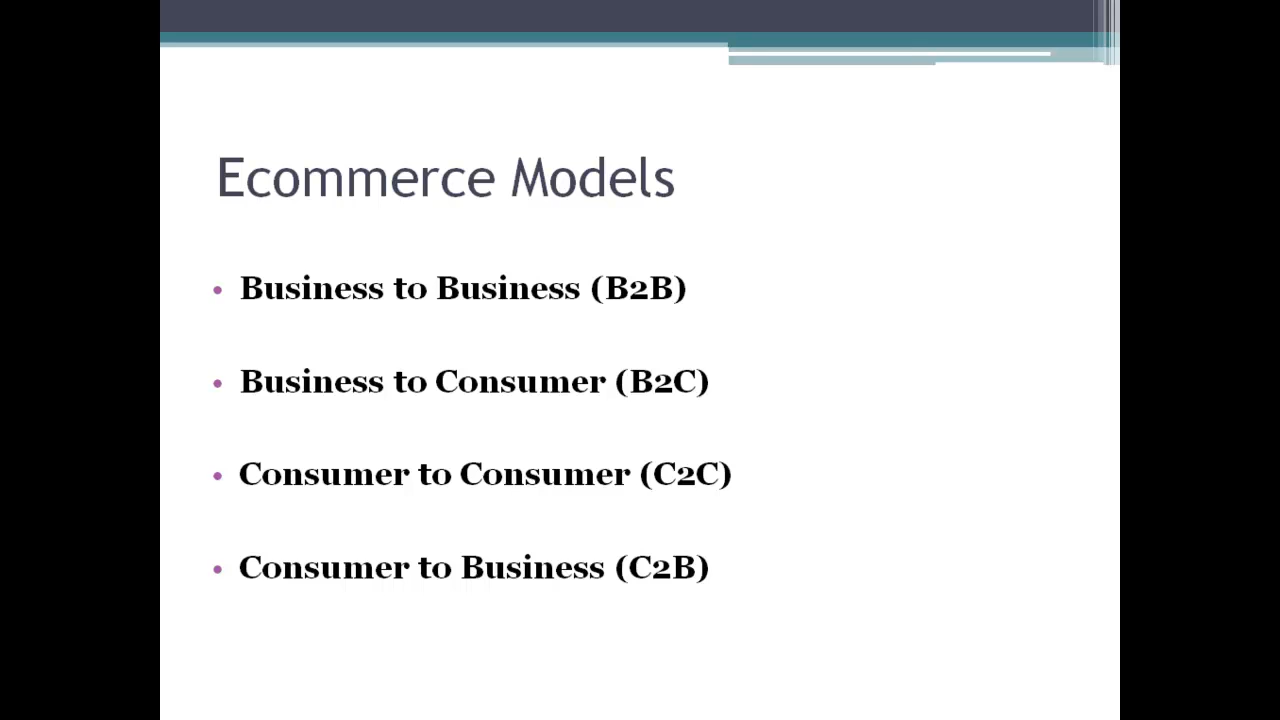 Ecommerce Models
• Business to Business (B2B)
• Business to Consumer (B2C)
• Consumer to Consumer (C2C)
• Consumer to Business (C2B)